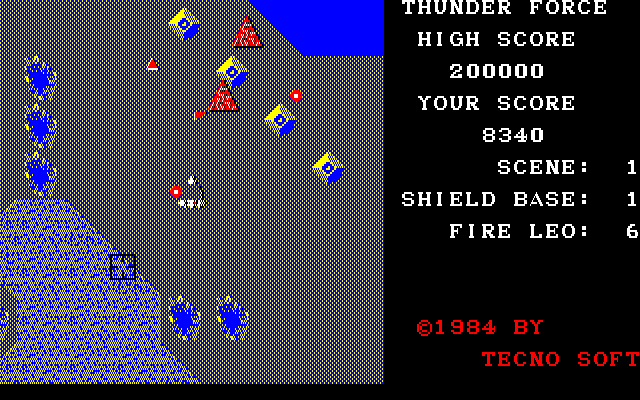 THUNDER FORCE
HIGH SCORE
200000
YOUR SCORE
8340
SCENE: 1
SHIELD BASE: 1
FIRE LEO: 6
©1984 BY
TECNO SOFT